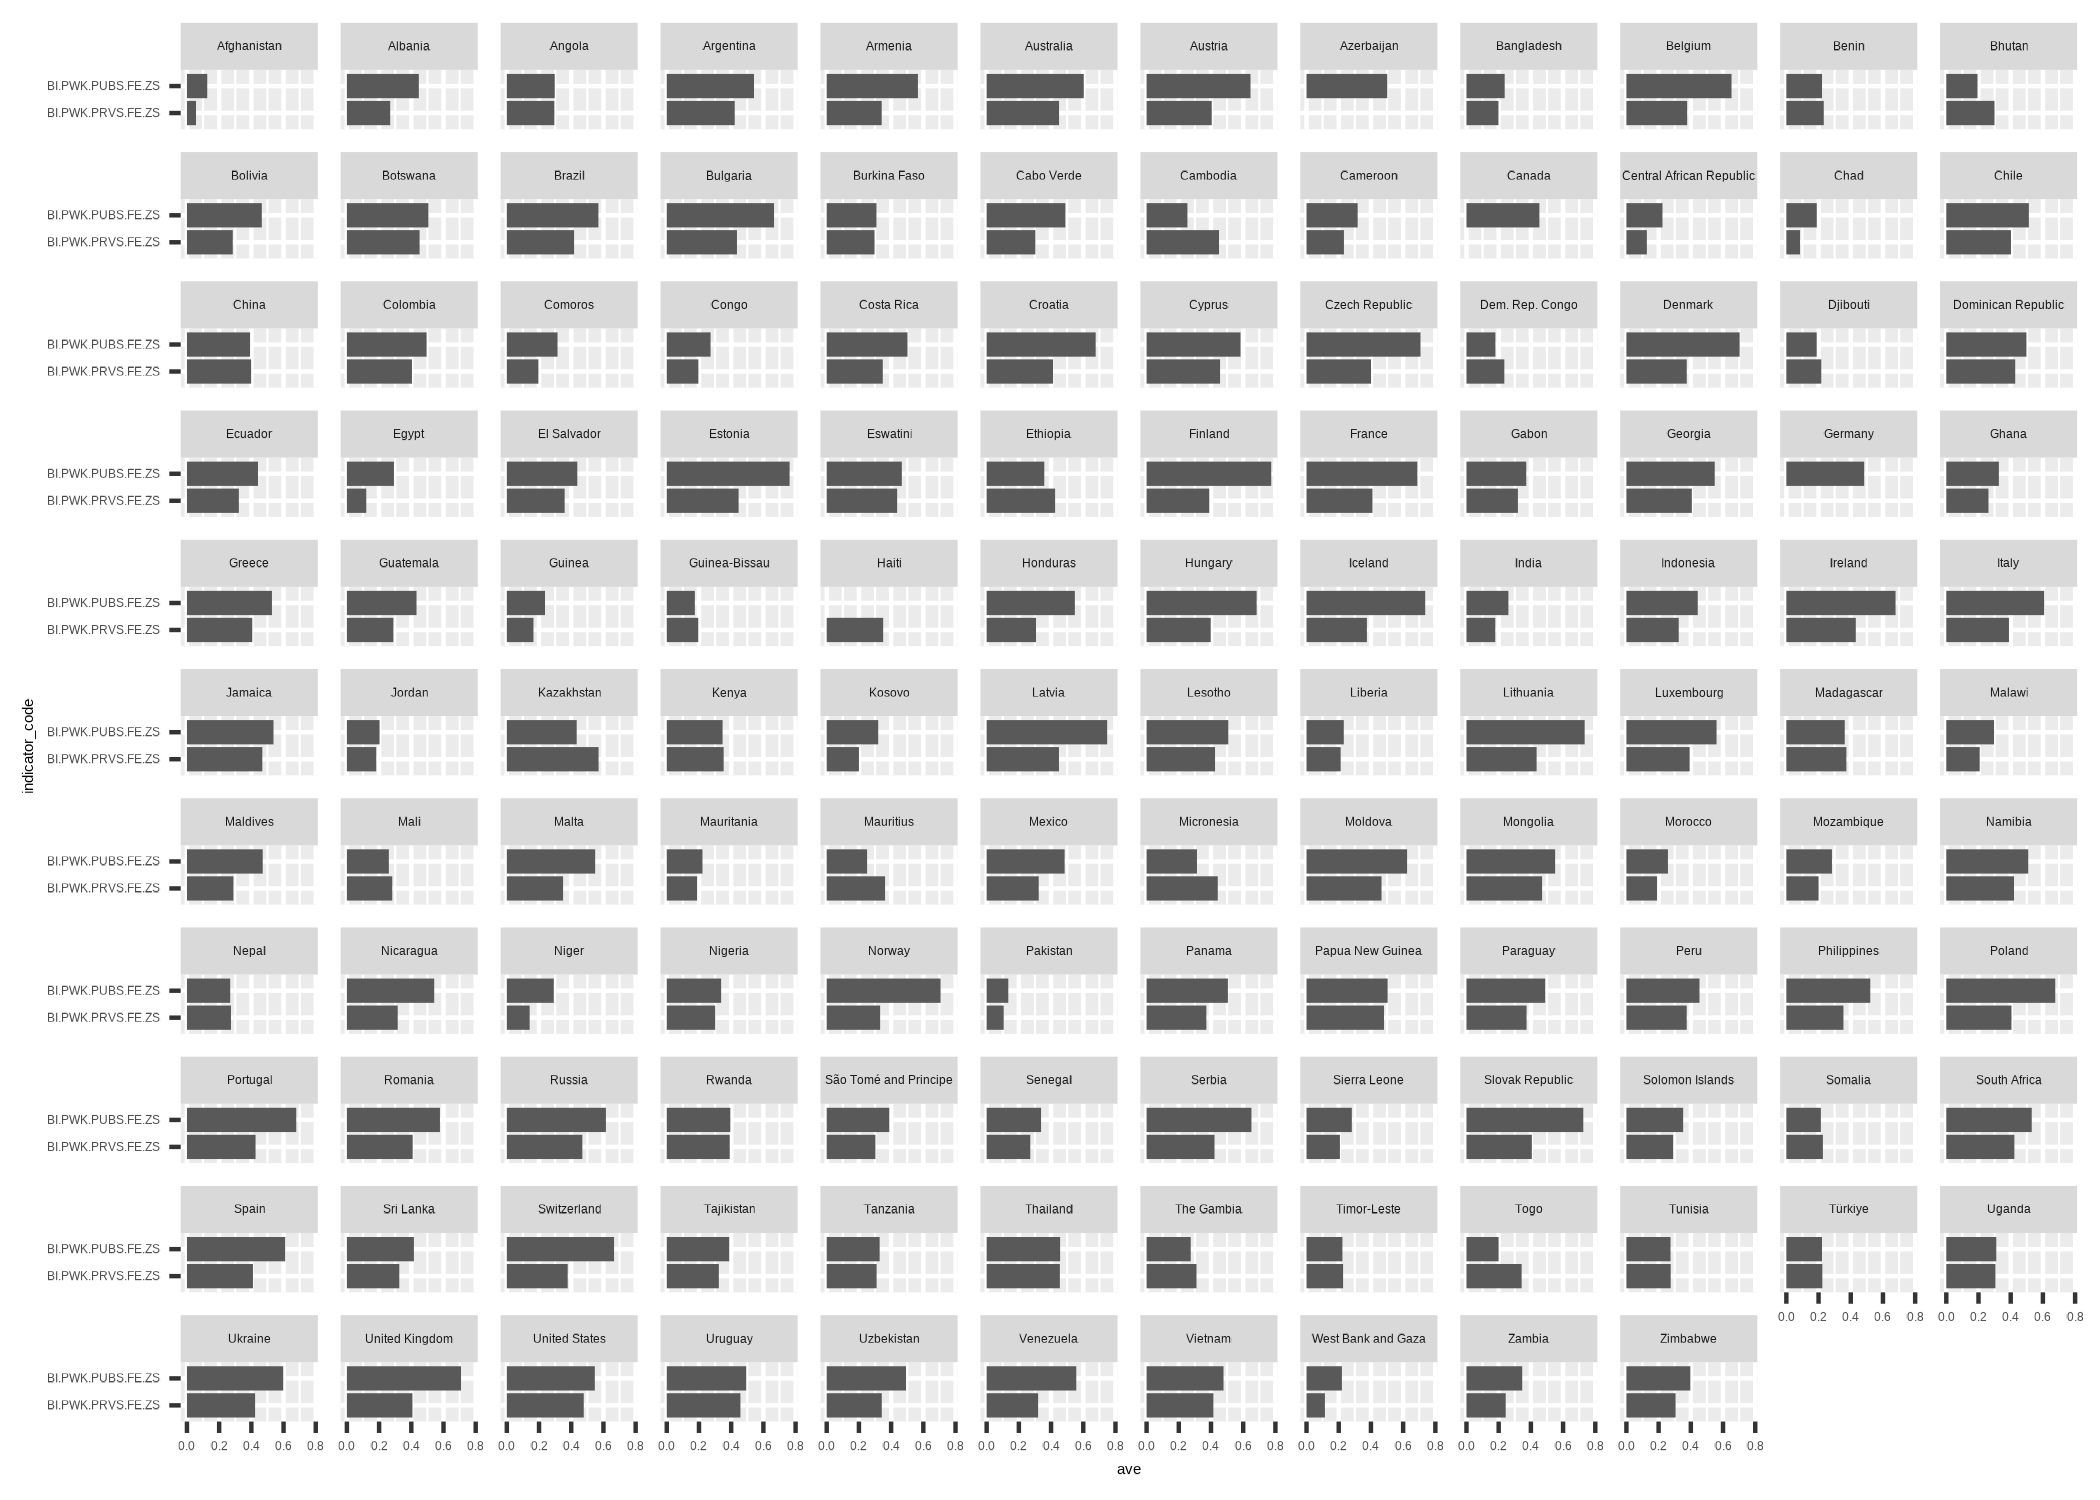 Afghanistan Albania Angola Argentina Armenia Australia Austria Azerbaijan Bangladesh Belgium Benin Bhutan
BI.PWK.PUBS.FE.ZS
BI.PWK.PRVS.FE.ZS
Bolivia Botswana Brazil Bulgaria Burkina Faso Cabo Verde Cambodia Cameroon Canada Central African Republic Chad Chile
BI.PWK.PUBS.FE.ZS
BI.PWK.PRVS.FE.ZS
China Colombia Comoros Congo Costa Rica Croatia Cyprus Czech Republic Dem. Rep. Congo Denmark Djibouti Dominican Republic
BI.PWK.PUBS.FE.ZS
BI.PWK.PRVS.FE.ZS
Ecuador Egypt El Salvador Estonia Eswatini Ethiopia Finland France Gabon Georgia Germany Ghana
BI.PWK.PUBS.FE.ZS
BI.PWK.PRVS.FE.ZS
Greece Guatemala Guinea Guinea-Bissau Haiti Honduras Hungary Iceland India Indonesia Ireland Italy
BI.PWK.PUBS.FE.ZS
BI.PWK.PRVS.FE.ZS
Jamaica Jordan Kazakhstan Kenya Kosovo Latvia Lesotho Liberia Lithuania Luxembourg Madagascar Malawi
BI.PWK.PUBS.FE.ZS
BI.PWK.PRVS.FE.ZS
indicator_code
Maldives Mali Malta Mauritania Mauritius Mexico Micronesia Moldova Mongolia Morocco Mozambique Namibia
BI.PWK.PUBS.FE.ZS
BI.PWK.PRVS.FE.ZS
Nepal Nicaragua Niger Nigeria Norway Pakistan Panama Papua New Guinea Paraguay Peru Philippines Poland
BI.PWK.PUBS.FE.ZS
BI.PWK.PRVS.FE.ZS
Portugal Romania Russia Rwanda São Tomé and Principe Senegal Serbia Sierra Leone Slovak Republic Solomon Islands Somalia South Africa
BI.PWK.PUBS.FE.ZS
BI.PWK.PRVS.FE.ZS
Spain Sri Lanka Switzerland Tajikistan Tanzania Thailand The Gambia Timor-Leste Togo Tunisia Türkiye Uganda
BI.PWK.PUBS.FE.ZS
BI.PWK.PRVS.FE.ZS
0.0 0.2 0.4 0.6 0.8 0.0 0.2 0.4 0.6 0.8
Ukraine United Kingdom United States Uruguay Uzbekistan Venezuela Vietnam West Bank and Gaza Zambia Zimbabwe
BI.PWK.PUBS.FE.ZS
BI.PWK.PRVS.FE.ZS
0.0 0.2 0.4 0.6 0.8 0.0 0.2 0.4 0.6 0.8 0.0 0.2 0.4 0.6 0.8 0.0 0.2 0.4 0.6 0.8 0.0 0.2 0.4 0.6 0.8 0.0 0.2 0.4 0.6 0.8 0.0 0.2 0.4 0.6 0.8 0.0 0.2 0.4 0.6 0.8 0.0 0.2 0.4 0.6 0.8 0.0 0.2 0.4 0.6 0.8
ave